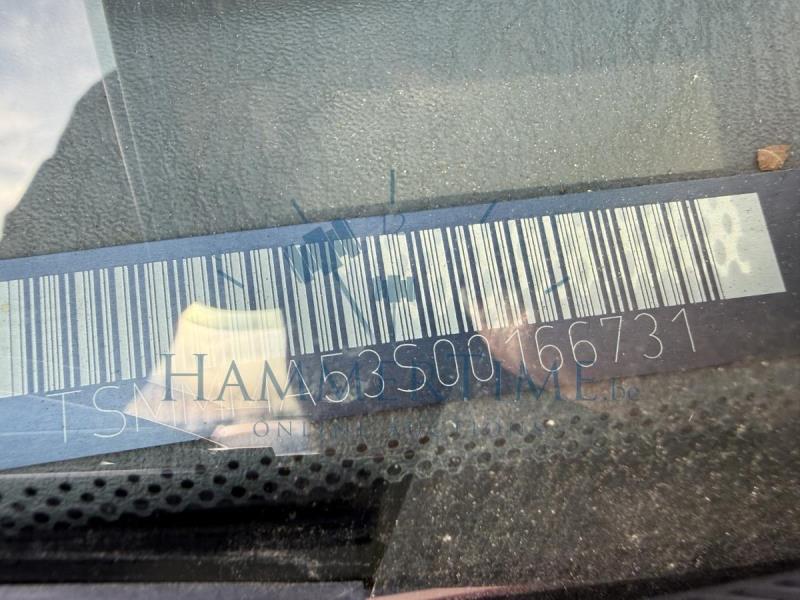 TSM 53S00166731
HAMMERTIME.be
ONLINE AUCTIONS